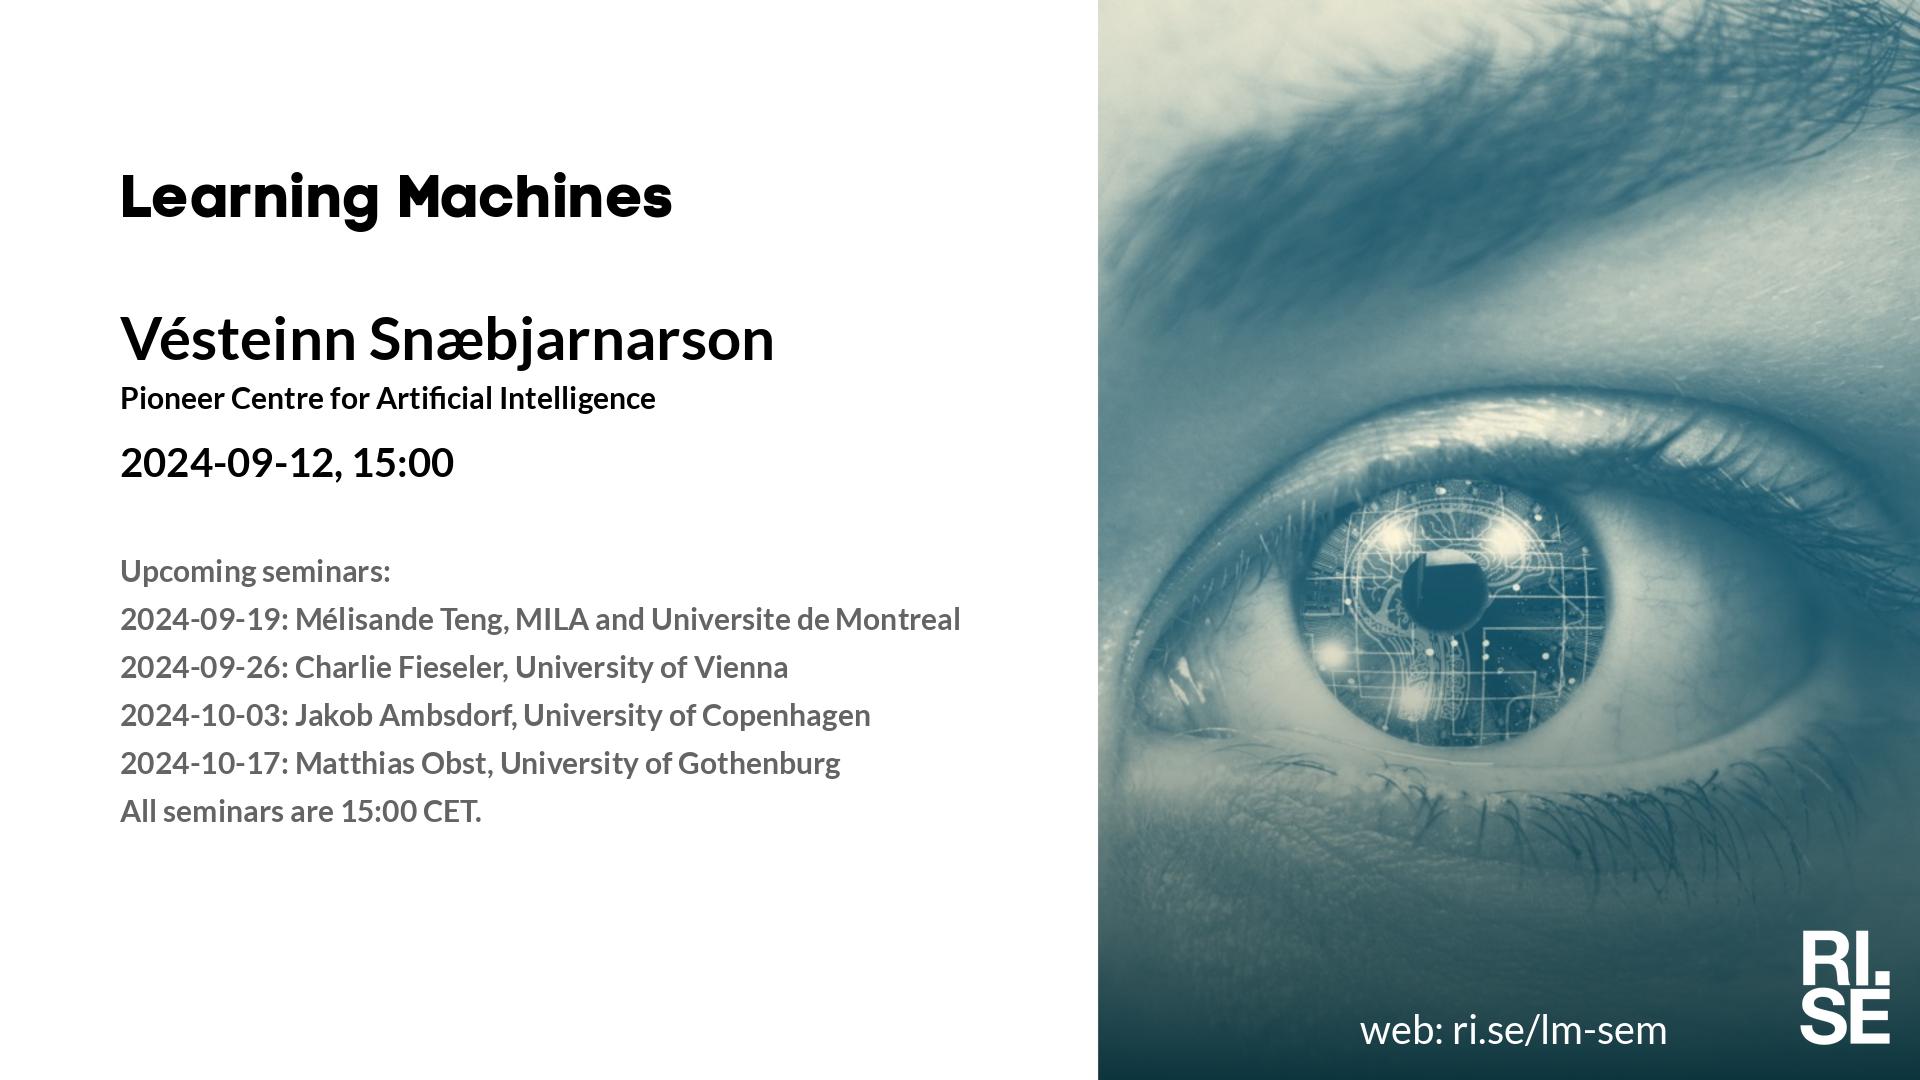 Learning Machines
Vésteinn Snæbjarnarson
Pioneer Centre for Artificial Intelligence
2024-09-12, 15:00
Upcoming seminars:
2024-09-19: Mélisande Teng, MILA and Universite de Montreal
2024-09-26: Charlie Fieseler, University of Vienna
2024-10-03: Jakob Ambsdorf, University of Copenhagen
2024-10-17: Matthias Obst, University of Gothenburg
All seminars are 15:00 CET.
web: ri.se/lm-sem
RI.
SE